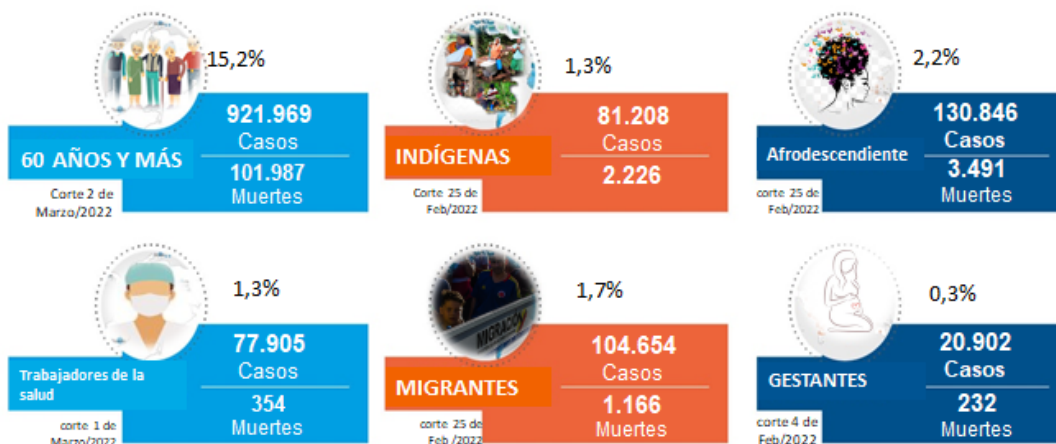 15,2%
921.969
Casos
101.987
Muertes
60 AÑOS Y MÁS
Corte 2 de
Marzo/2022
1,3%
81.208
Casos
2.226
INDÍGENAS
Corte 25 de
Feb/2022
2,2%
130.846
Casos
3.491
Muertes
Afrodescendiente
corte 25 de
Feb/2022
1,3%
77.905
Casos
354
Muertes
Trabajadores de la
salud
corte 1 de
Marzo/2022
1,7%
MIGRACIÓN
104.654
Casos
1.166
Muertes
MIGRANTES
corte 25 de
Feb /2022
0,3%
20.902
Casos
232
Muertes
GESTANTES
corte 4 de
Feb/2022